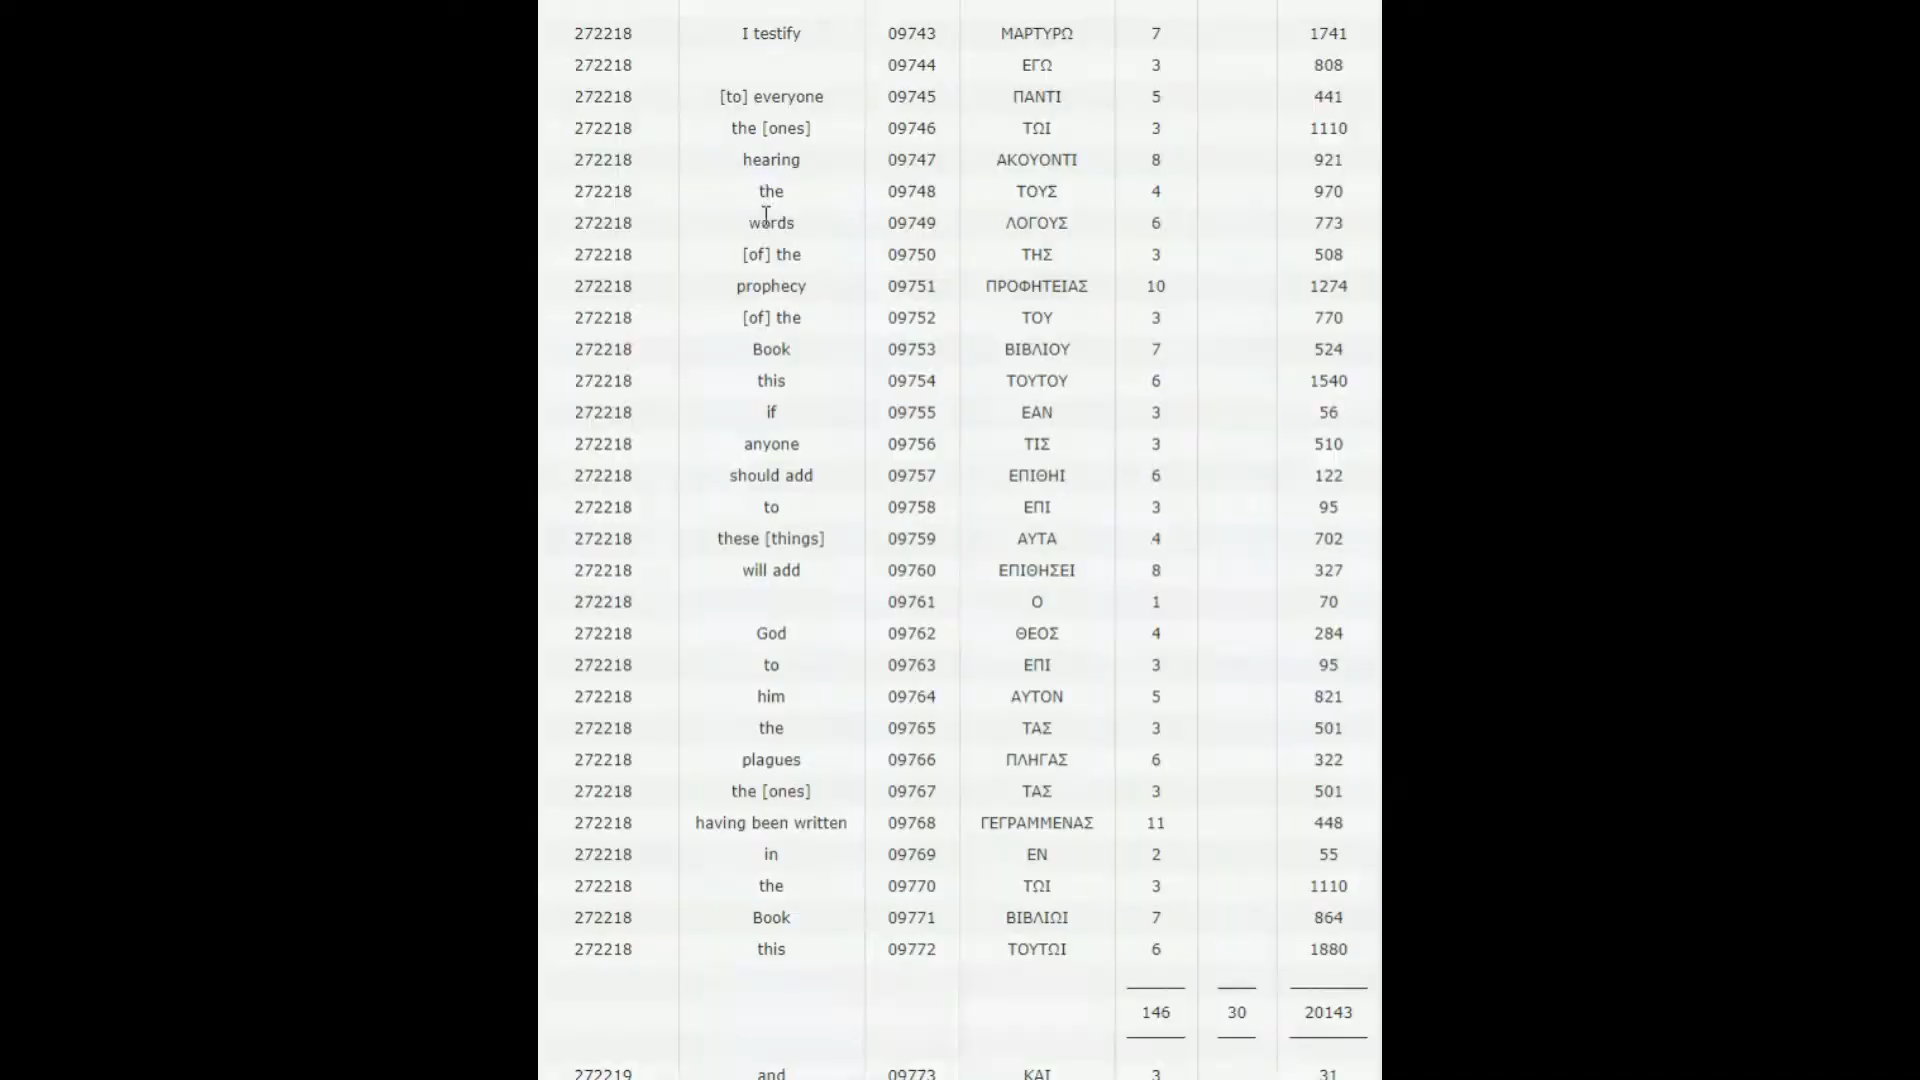 272218 I testify 09743 ΜΑΡΤΥΡΩ 7 1741
272218 09744 ΕΓΩ 3 808
272218 [to] everyone 09745 ΠΑΝΤΙ 5 441
272218 the [ones] 09746 ΤΩΙ 3 1110
272218 hearing 09747 ΑΚΟΥΟΝΤΙ 8 921
272218 the 09748 ΤΟΥΣ 4 970
272218 words 09749 ΛΟΓΟΥΣ 6 773
272218 [of] the 09750 ΤΗΣ 3 508
272218 prophecy 09751 ΠΡΟΦΗΤΕΙΑΣ 10 1274
272218 [of] the 09752 ΤΟΥ 3 770
272218 Book 09753 ΒΙΒΛΙΟΥ 7 524
272218 this 09754 ΤΟΥΤΟΥ 6 1540
272218 if 09755 ΕΑΝ 3 56
272218 anyone 09756 ΤΙΣ 3 510
272218 should add 09757 ΕΠΙΘΗΙ 6 122
272218 to 09758 ΕΠΙ 3 95
272218 these [things] 09759 ΑΥΤΑ 4 702
272218 will add 09760 ΕΠΙΘΗΣΕΙ 8 327
272218 09761 Ο 1 70
272218 God 09762 ΘΕΟΣ 4 284
272218 to 09763 ΕΠΙ 3 95
272218 him 09764 ΑΥΤΟΝ 5 821
272218 the 09765 ΤΑΣ 3 501
272218 plagues 09766 ΠΛΗΓΑΣ 6 322
272218 the [ones] 09767 ΤΑΣ 3 501
272218 having been written 09768 ΓΕΓΡΑΜΜΕΝΑΣ 11 448
272218 in 09769 ΕΝ 2 55
272218 the 09770 ΤΩΙ 3 1110
272218 Book 09771 ΒΙΒΛΙΩΙ 7 864
272218 this 09772 ΤΟΥΤΩΙ 6 1880
146 30 20143
272219 and 09773 ΚΑΙ 3 31